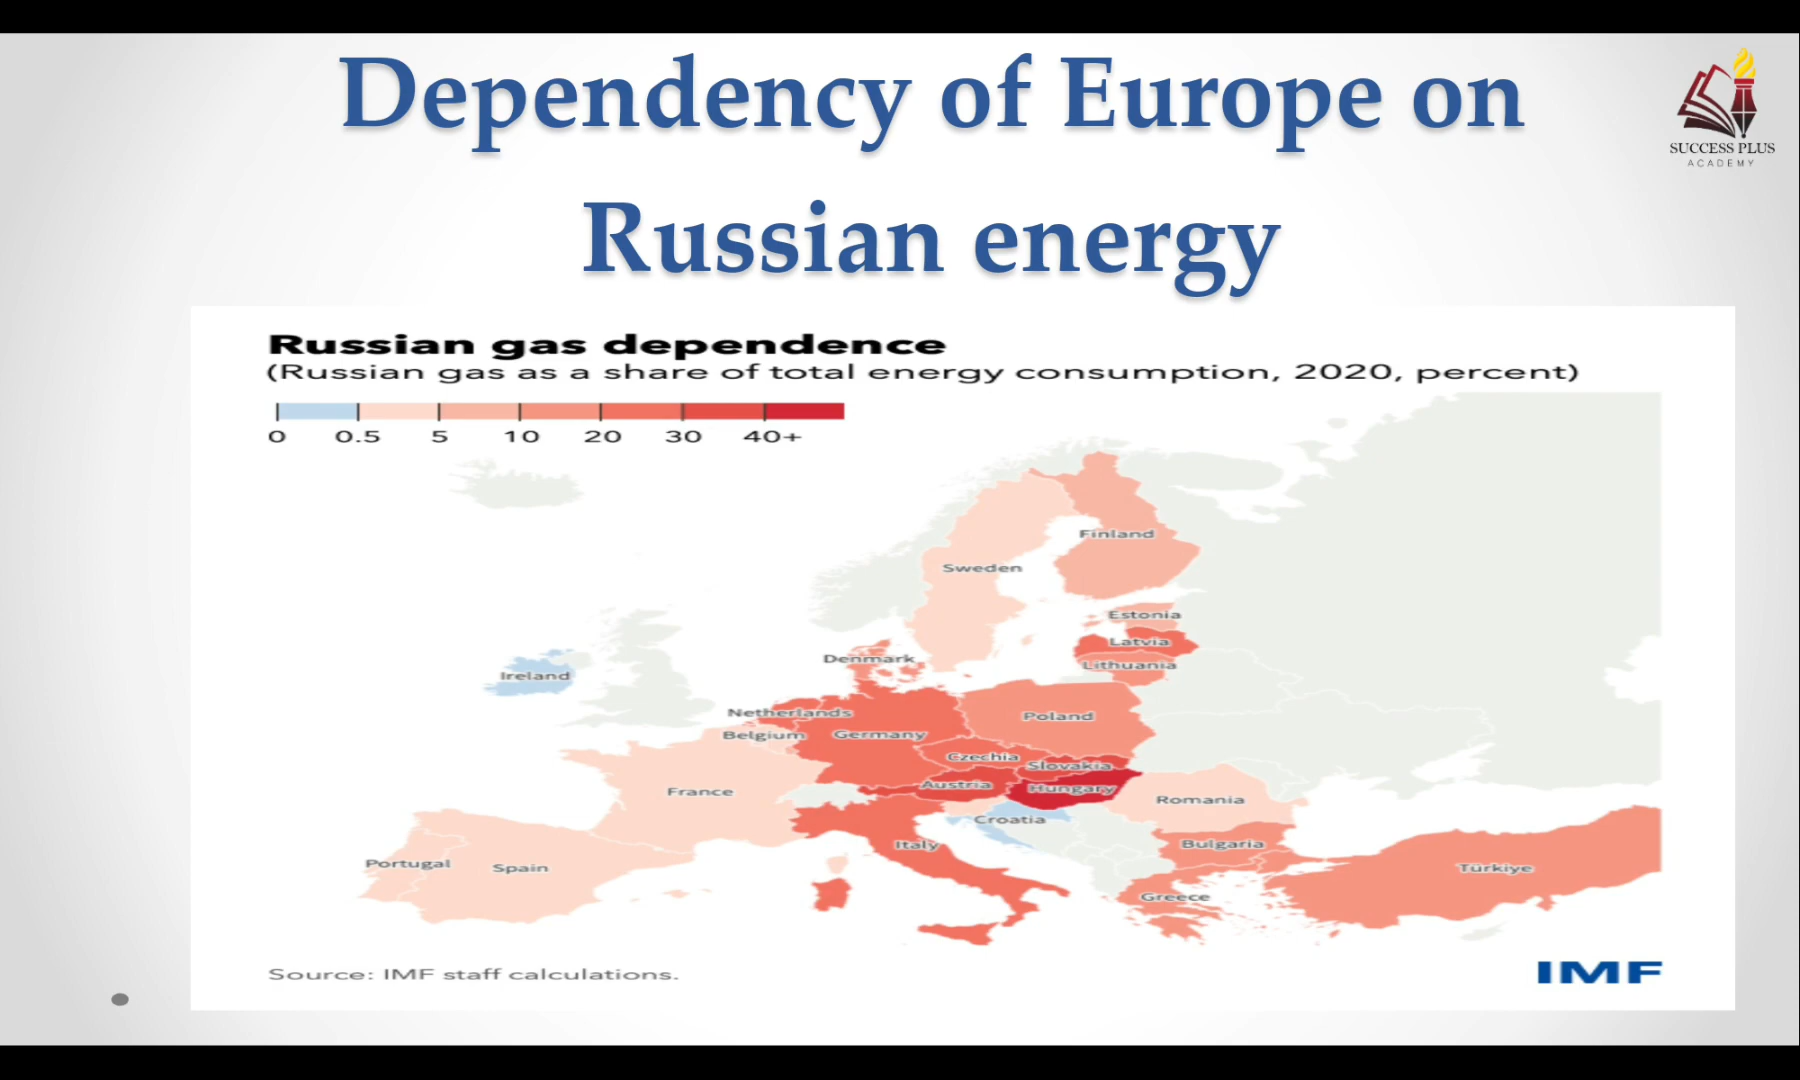 Dependency of Europe on
Russian energy
SUCCESS PLUS
ACADEMY
Russian gas dependence
(Russian gas as a share of total energy consumption, 2020, percent)
0 0.5 5 10 20 30 40+
Finland
Sweden
Estonia
Latvia
Denmark
Lithuania
Ireland
Netherlands
Poland
Belgium
Germany
Czechia
Slovakia
Austria
Hungary
France
Romania
Croatia
Italy
Bulgaria
Portugal
Spain
Türkiye
Greece
Source: IMF staff calculations.
IMF